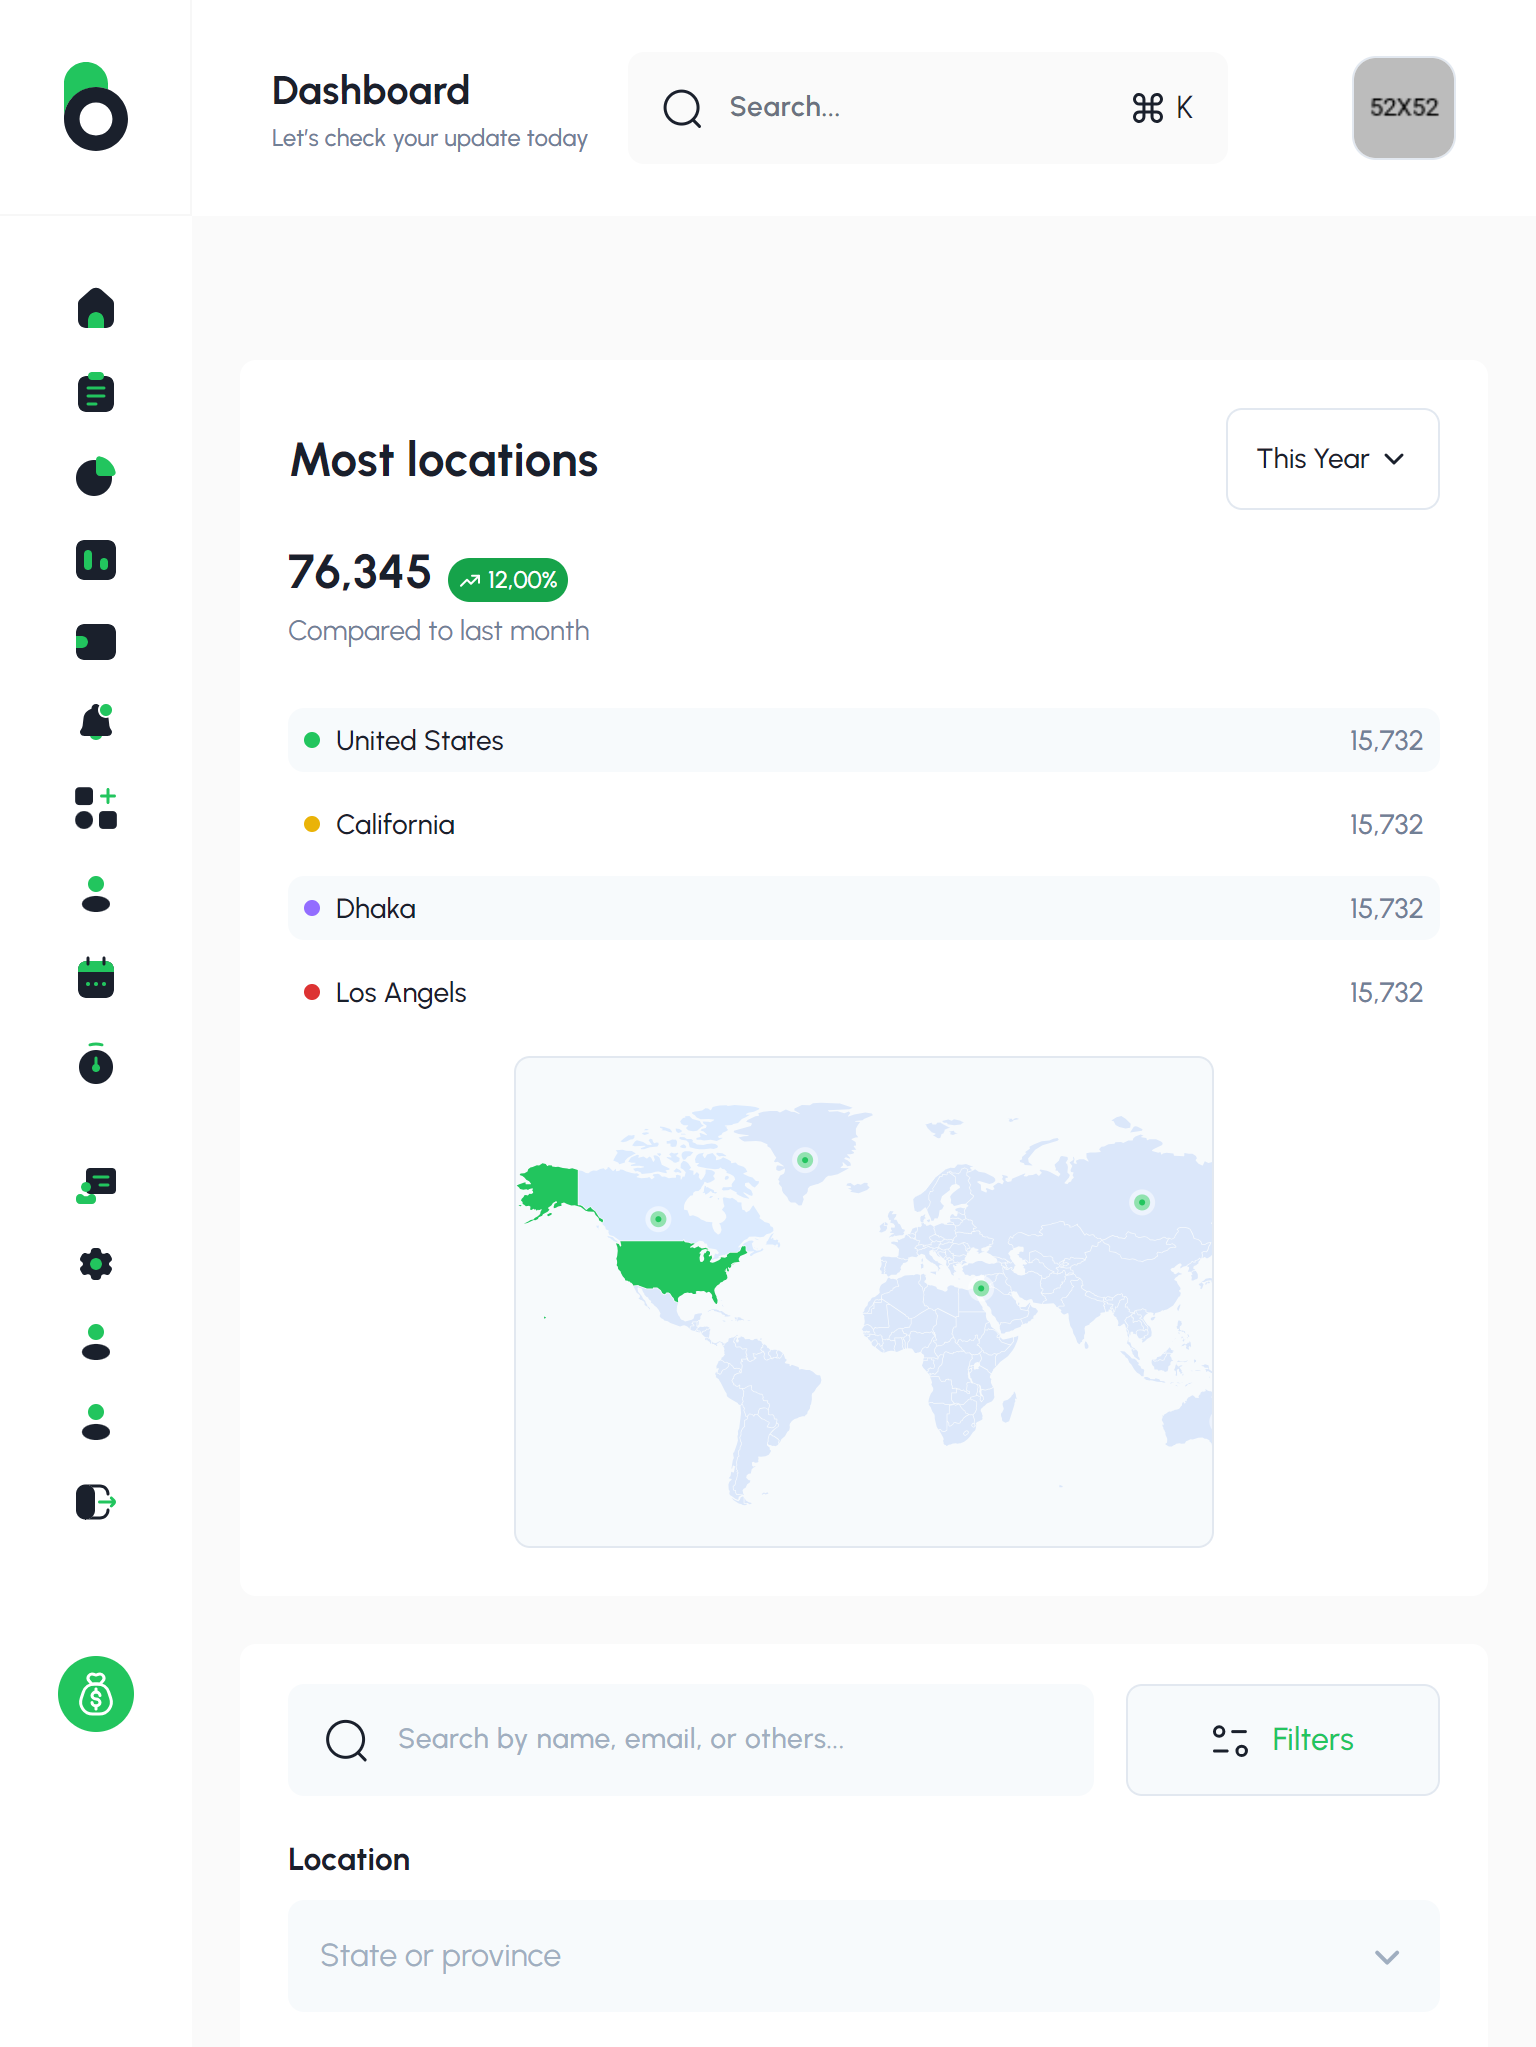 Dashboard
Let's check your update today
Search...
⌘ K
52X52
Most locations
This Year
76,345
12,00%
Compared to last month
United States 15,732
California 15,732
Dhaka 15,732
Los Angels 15,732
Search by name, email, or others...
Filters
Location
State or province